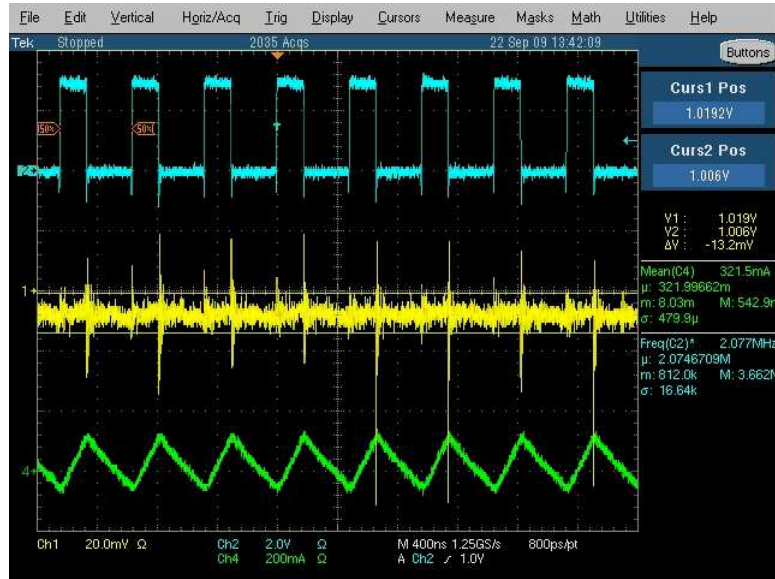 File Edit Vertical Horiz/Acq Trig Display Cursors Measure Masks Math Utilities Help
Tek Stopped 2035 Acqs 22 Sep 09 13:42:09
Buttons
Curs1 Pos
1.0192V
Curs2 Pos
1.006V
50% 50%
V1: 1.019V
V2: 1.006V
ΔV: -13.2mV
1
Mean(C4) 321.5mA
μ: 321.99662m
m: 8.03m M: 542.9m
σ: 479.9μ
Freq(C2)* 2.077MHz
μ: 2.0746709M
m: 812.0k M: 3.662M
σ: 16.64k
4
Ch1 20.0mV Ω Ch2 2.0V Ω M 400ns 1.25GS/s 800ps/pt
Ch4 200mA Ω A Ch2 ∕ 1.0V